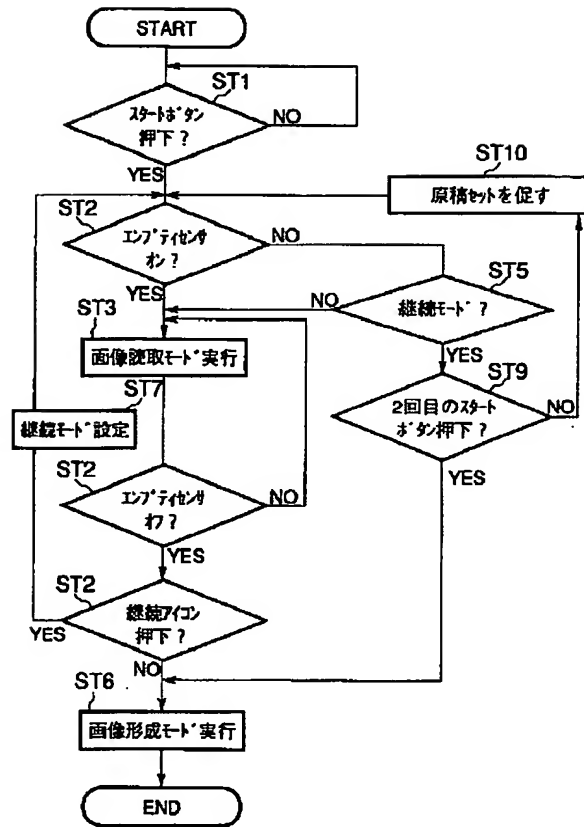 START
ST1
スタートボタン
押下?
NO
YES
ST10
原稿セットを促す
ST2
エンプティセンサ
オン?
NO
YES
ST5
継続モード?
NO
YES
ST3
画像読取モード実行
ST7
継続モード設定
ST9
2回目のスタート
ボタン押下?
NO
YES
ST2
エンプティセンサ
オフ?
NO
YES
ST2
継続アイコン
押下?
YES
NO
ST6
画像形成モード実行
END